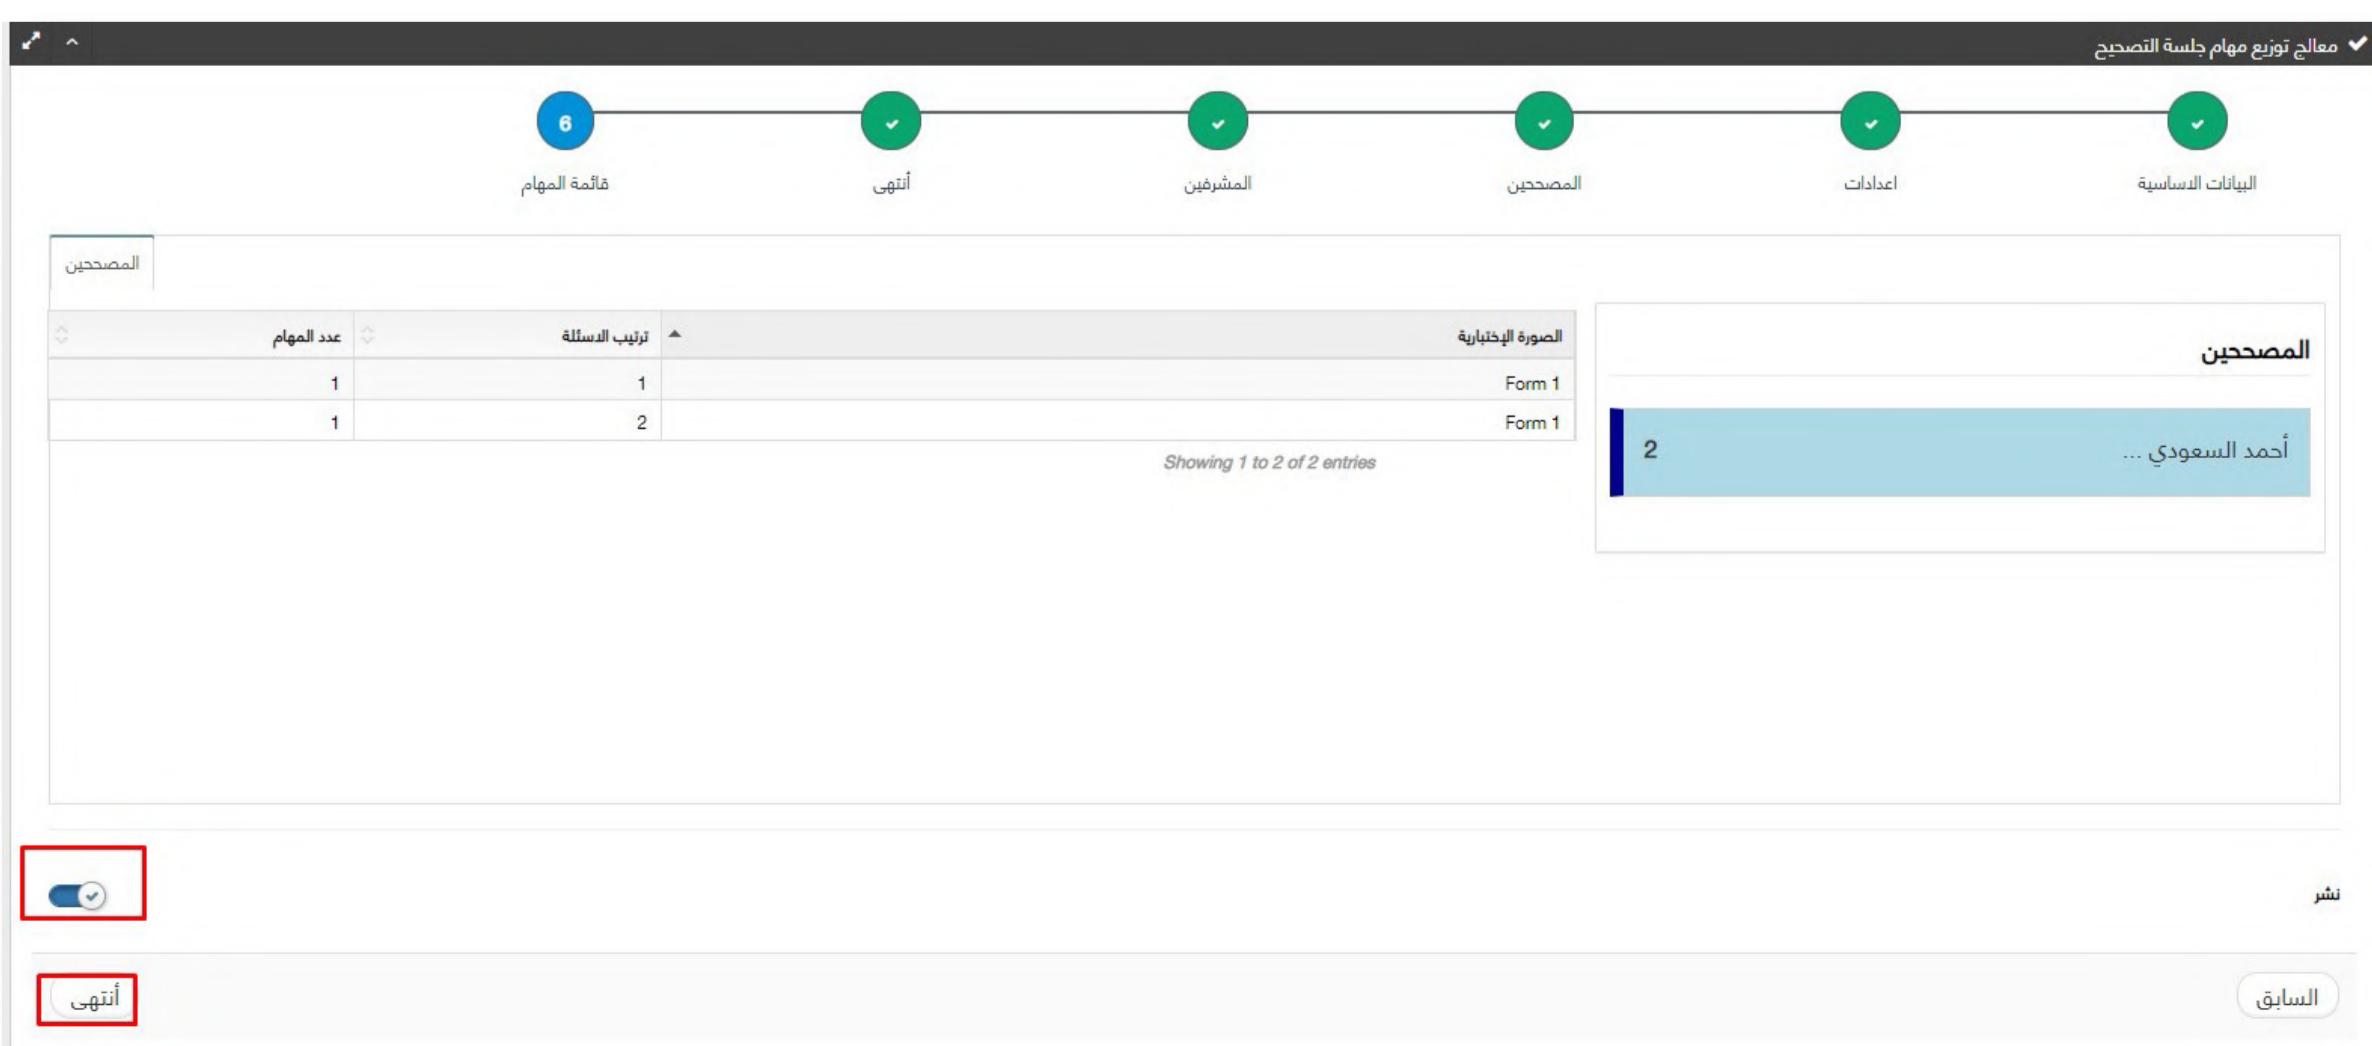 معالج توزيع مهام جلسة التصحيح
البيانات الاساسية
اعدادات
المصححين
المشرفين
أنتهى
6
قائمة المهام
المصححين
المصححين
أحمد السعودي ... 2
الصورة الإختبارية ترتيب الاسئلة عدد المهام
Form 1 1 1
Form 1 2 1
Showing 1 to 2 of 2 entries
نشر
السابق
أنتهى